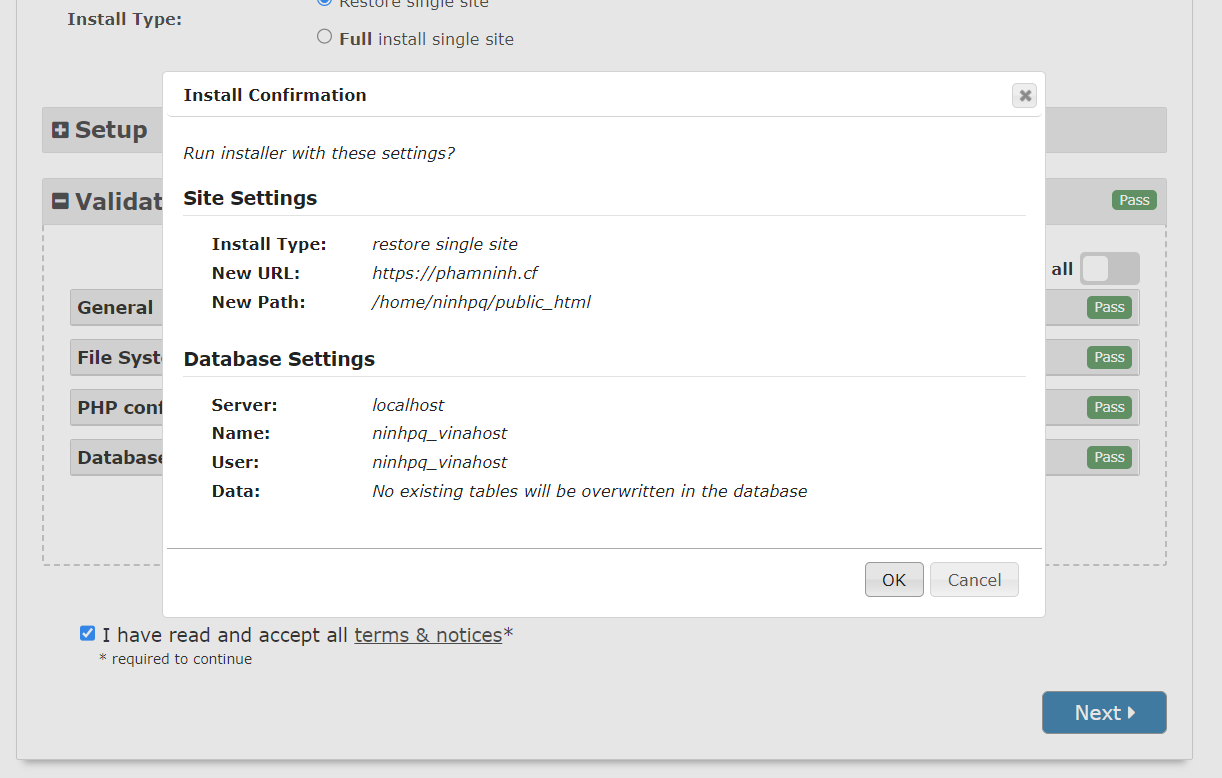 Restore single site
Install Type:
Full install single site
Install Confirmation
Run installer with these settings?
Site Settings
Install Type: restore single site
New URL: https://phamninh.cf
New Path: /home/ninhpq/public_html
Database Settings
Server: localhost
Name: ninhpq_vinahost
User: ninhpq_vinahost
Data: No existing tables will be overwritten in the database
OK Cancel
Setup
Validat Pass
all
General Pass
File Syst Pass
PHP conf Pass
Database Pass
I have read and accept all terms & notices*
* required to continue
Next